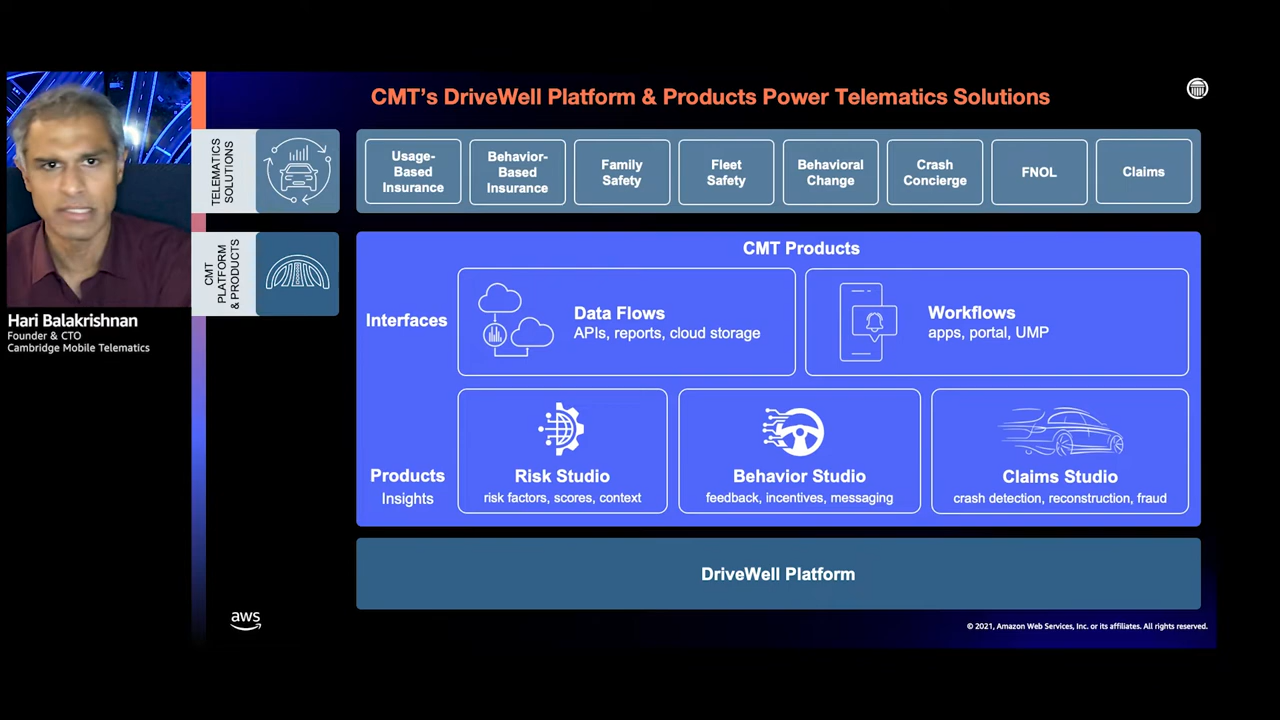 CMT's DriveWell Platform & Products Power Telematics Solutions
TELEMATICS
SOLUTIONS
Usage-
Based
Insurance
Behavior-
Based
Insurance
Family
Safety
Fleet
Safety
Behavioral
Change
Crash
Concierge
FNOL
Claims
CMT
PLATFORM
& PRODUCTS
CMT Products
Interfaces
Data Flows
APIs, reports, cloud storage
Workflows
apps, portal, UMP
Products
Insights
Risk Studio
risk factors, scores, context
Behavior Studio
feedback, incentives, messaging
Claims Studio
crash detection, reconstruction, fraud
DriveWell Platform
Hari Balakrishnan
Founder & CTO
Cambridge Mobile Telematics
aws
© 2021, Amazon Web Services, Inc. or its affiliates. All rights reserved.